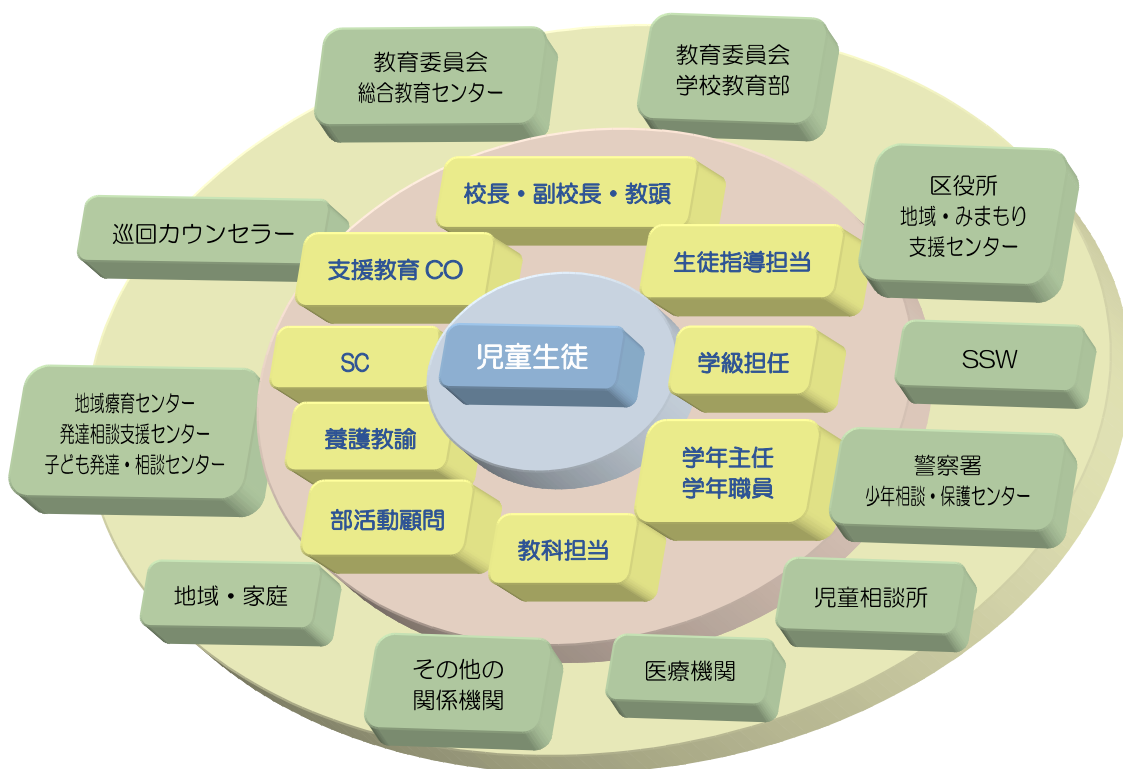 教育委員会
総合教育センター
教育委員会
学校教育部
校長・副校長・教頭
区役所
地域・みまもり
支援センター
巡回カウンセラー
支援教育CO
生徒指導担当
SC
児童生徒
学級担任
SSW
地域療育センター
発達相談支援センター
子ども発達・相談センター
養護教諭
学年主任
学年職員
警察署
少年相談・保護センター
部活動顧問
教科担当
地域・家庭
児童相談所
その他の
関係機関
医療機関